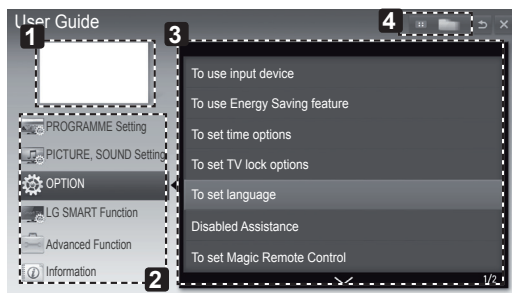 User Guide
1
3
4
To use input device
To use Energy Saving feature
To set time options
To set TV lock options
To set language
Disabled Assistance
To set Magic Remote Control
1/2
PROGRAMME Setting
PICTURE, SOUND Setting
OPTION
LG SMART Function
Advanced Function
Information
2